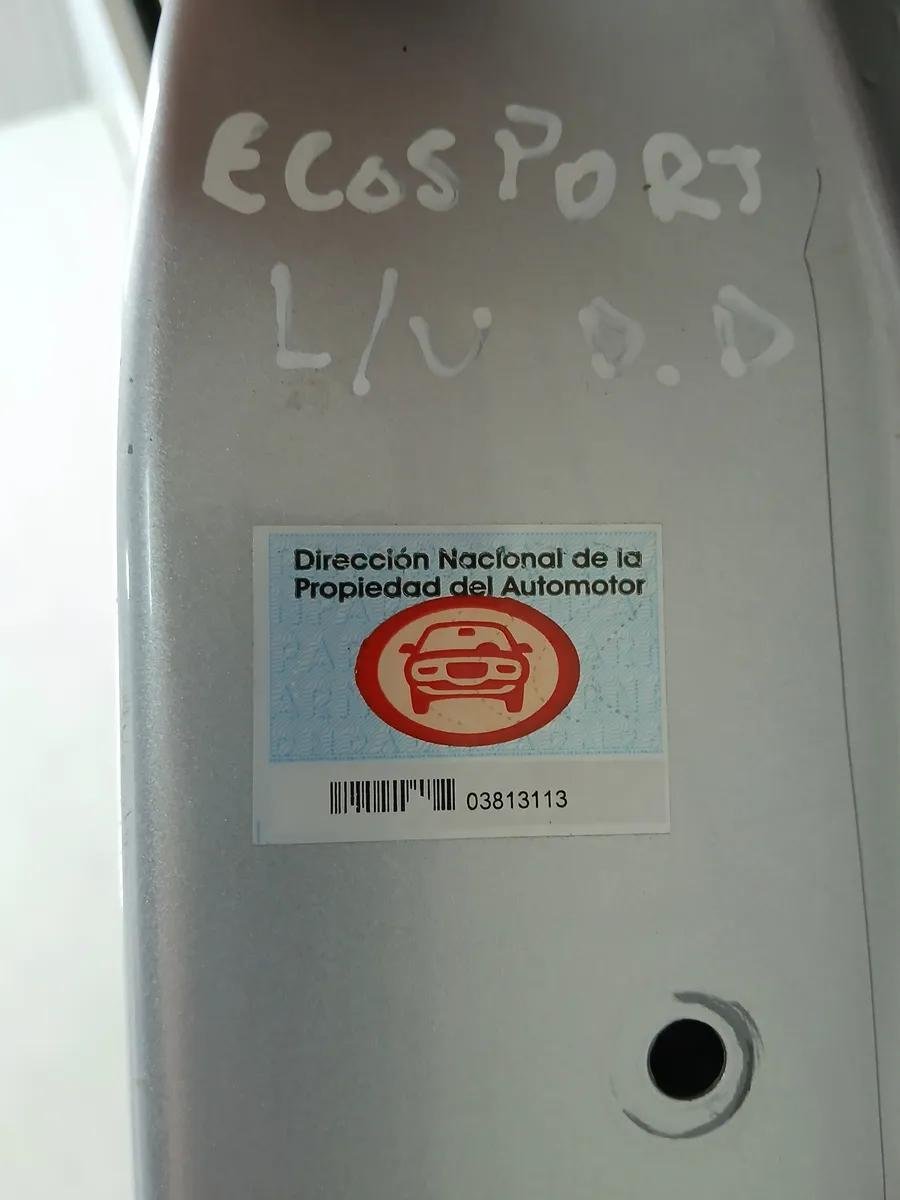 ECOSPORT
L/V D.D
Dirección Nacional de la
Propiedad del Automotor
03813113